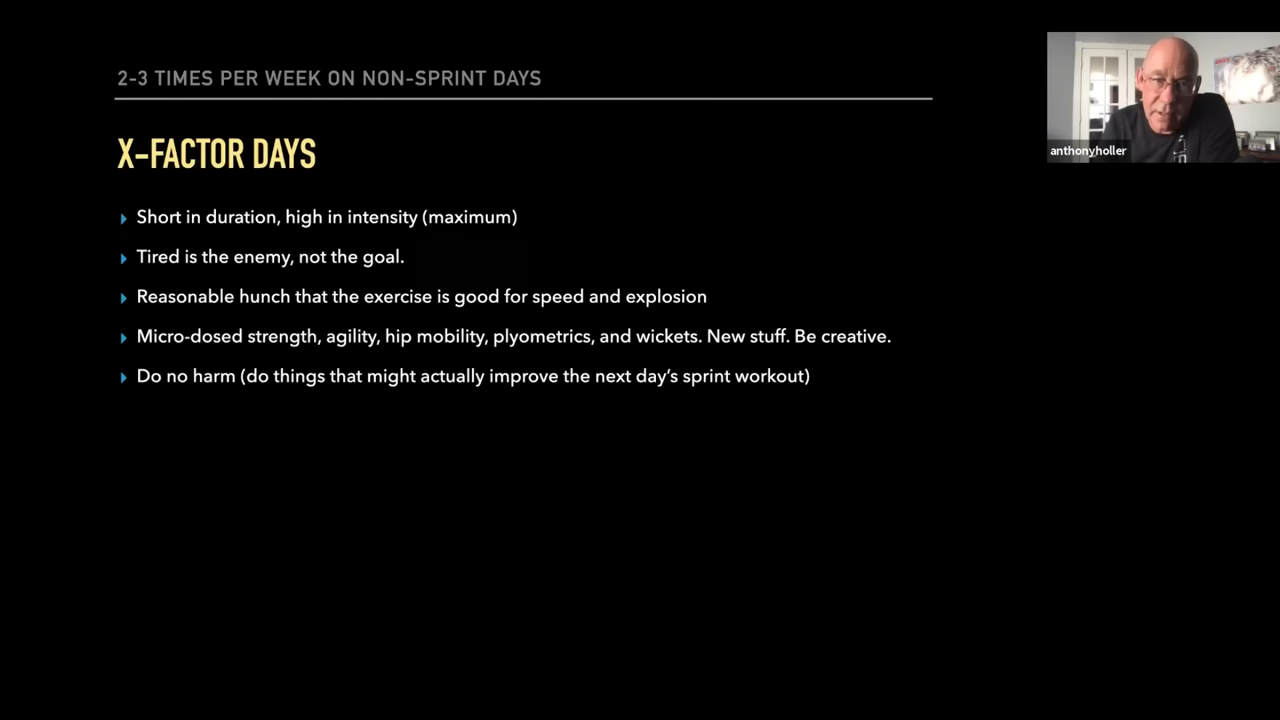 2-3 TIMES PER WEEK ON NON-SPRINT DAYS
X-FACTOR DAYS
Short in duration, high in intensity (maximum)
Tired is the enemy, not the goal.
Reasonable hunch that the exercise is good for speed and explosion
Micro-dosed strength, agility, hip mobility, plyometrics, and wickets. New stuff. Be creative.
Do no harm (do things that might actually improve the next day’s sprint workout)
anthonyholler